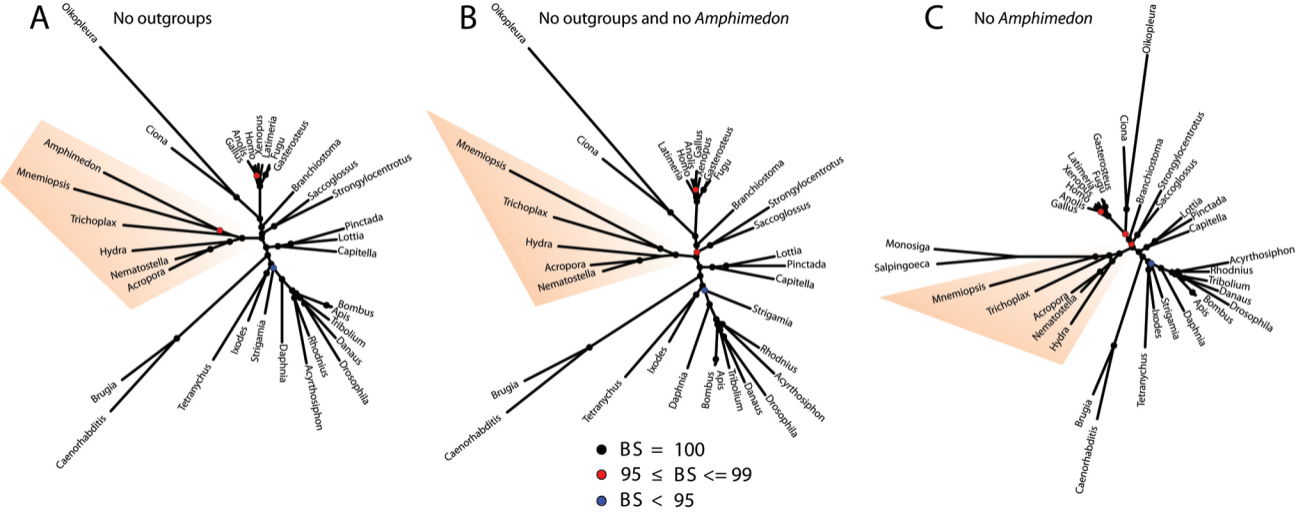 A No outgroups
Oikopleura
Ciona
Gallus
Anolis
Homo
Xenopus
Latimeria
Fugu
Gasterosteus
Branchiostoma
Saccoglossus
Strongylocentrotus
Amphimedon
Mnemiopsis
Trichoplax
Hydra
Nematostella
Acropora
Pinctada
Lottia
Capitella
Bombus
Apis
Tribolium
Danaus
Drosophila
Rhodnius
Acyrthosiphon
Daphnia
Strigamia
Ixodes
Tetranychus
Brugia
Caenorhabditis
B No outgroups and no Amphimedon
Oikopleura
Ciona
Latimeria
Homo
Anolis
Gallus
Xenopus
Gasterosteus
Fugu
Branchiostoma
Strongylocentrotus
Saccoglossus
Mnemiopsis
Trichoplax
Hydra
Acropora
Nematostella
Lottia
Pinctada
Capitella
Strigamia
Rhodnius
Acyrthosiphon
Drosophila
Danaus
Tribolium
Apis
Bombus
Daphnia
Ixodes
Tetranychus
Brugia
Caenorhabditis
BS = 100
95 ≤ BS <= 99
BS < 95
C No Amphimedon
Oikopleura
Ciona
Gasterosteus
Fugu
Latimeria
Xenopus
Homo
Anolis
Gallus
Branchiostoma
Strongylocentrotus
Saccoglossus
Lottia
Pinctada
Capitella
Monosiga
Salpingoeca
Mnemiopsis
Trichoplax
Acropora
Nematostella
Hydra
Acyrthosiphon
Rhodnius
Tribolium
Danaus
Drosophila
Bombus
Apis
Daphnia
Strigamia
Ixodes
Tetranychus
Brugia
Caenorhabditis